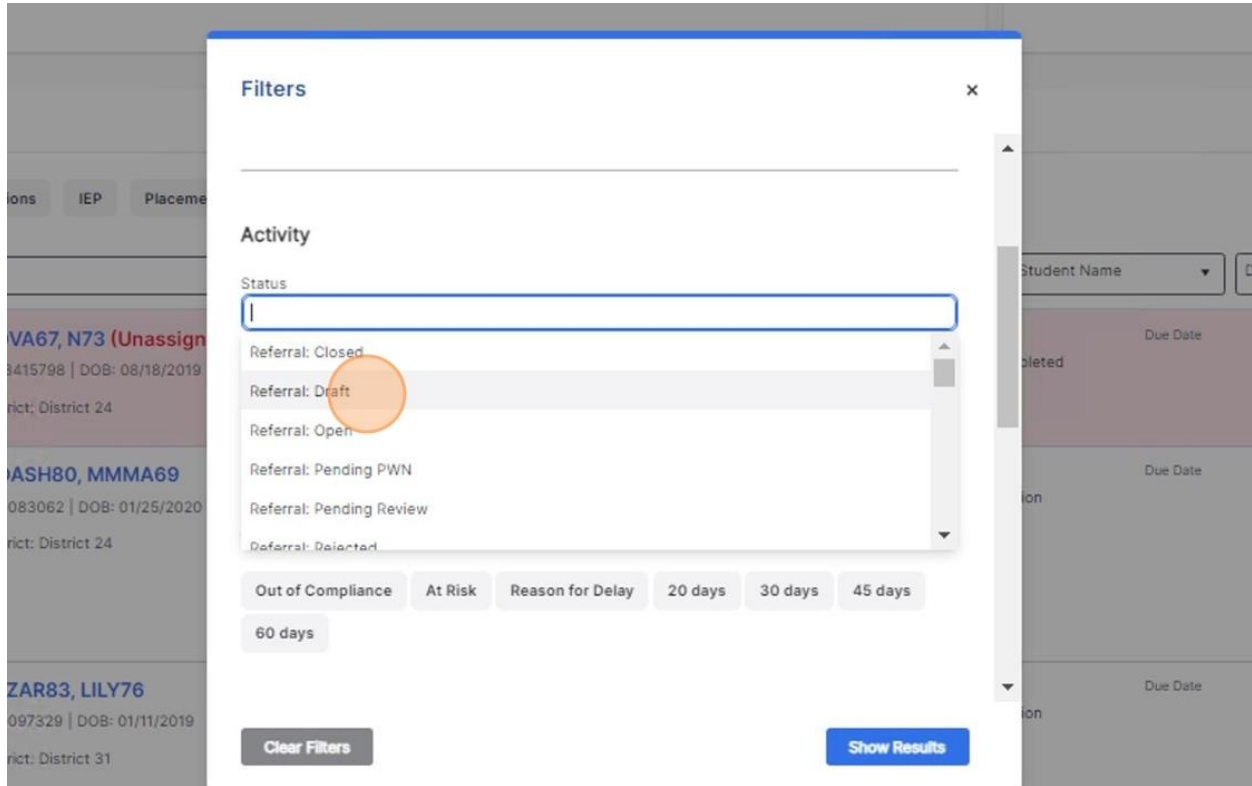 Filters
×
ions IEP Placeme
Activity
Status
Student Name
D
VA67, N73 (Unassign
3415798 | DOB: 08/18/2019
rict: District 24
Referral: Closed
Referral: Draft
Referral: Open
Referral: Pending PWN
Referral: Pending Review
Referral: Rejected
Due Date
pleted
DASH80, MMMA69
083062 | DOB: 01/25/2020
rict: District 24
Due Date
ion
Out of Compliance At Risk Reason for Delay 20 days 30 days 45 days
60 days
ZAR83, LILY76
097329 | DOB: 01/11/2019
rict: District 31
Due Date
ion
Clear Filters Show Results